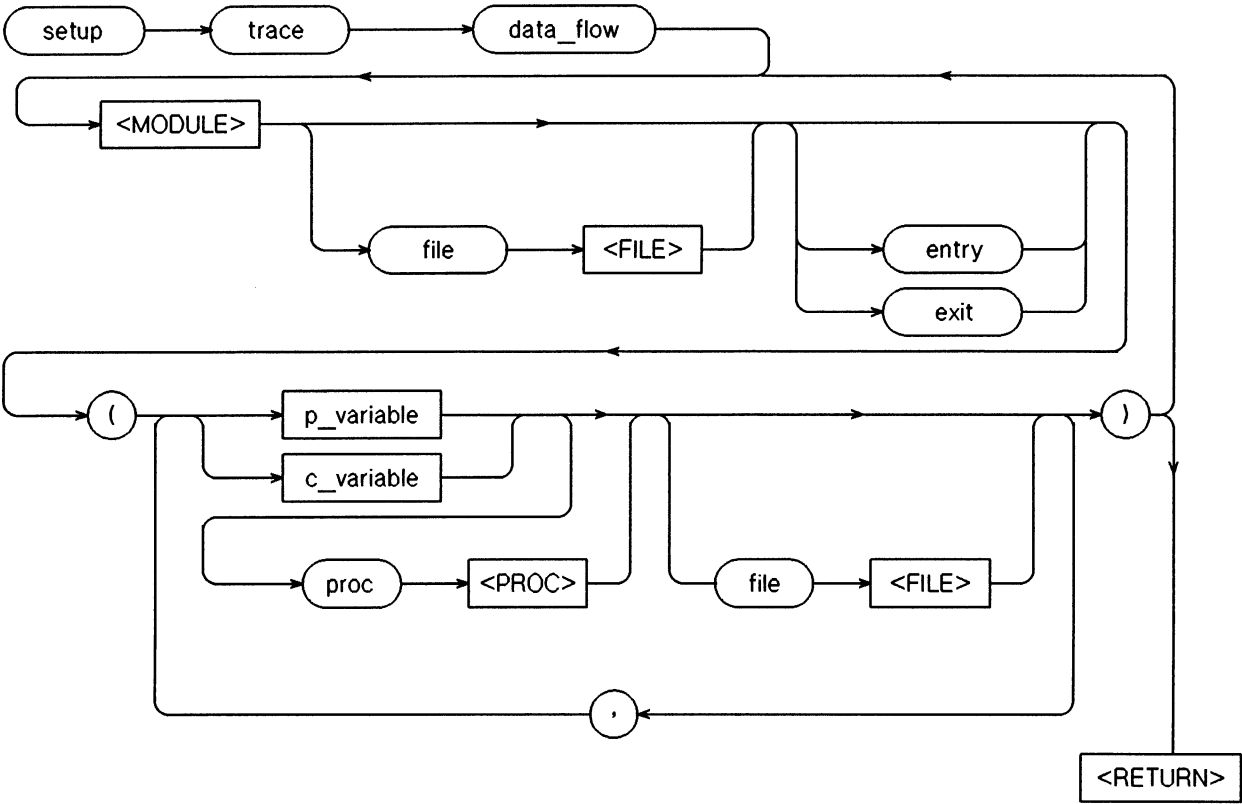 setup trace data_flow
<MODULE>
file <FILE> entry
exit
( p_variable )
c_variable
proc <PROC> file <FILE>
,
<RETURN>